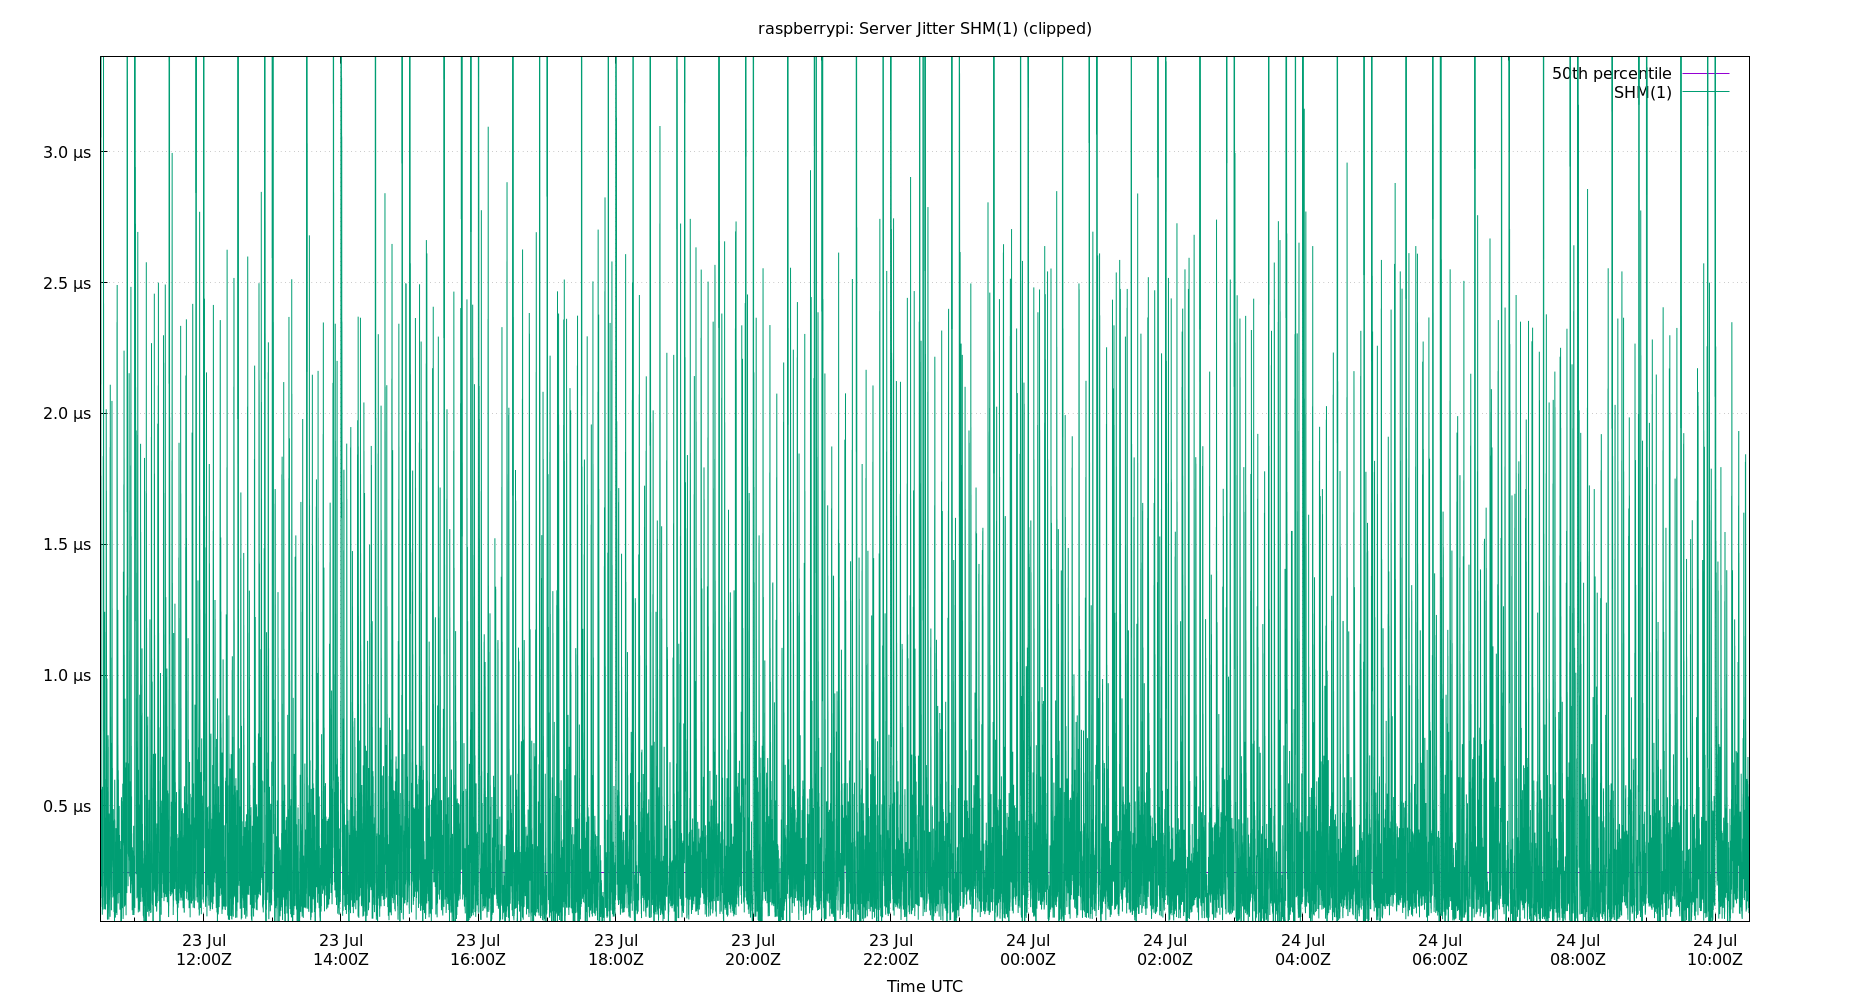 raspberrypi: Server Jitter SHM(1) (clipped)
50th percentile
SHM(1)
3.0 µs
2.5 µs
2.0 µs
1.5 µs
1.0 µs
0.5 µs
23 Jul 23 Jul 23 Jul 23 Jul 23 Jul 23 Jul 24 Jul 24 Jul 24 Jul 24 Jul 24 Jul 24 Jul
12:00Z 14:00Z 16:00Z 18:00Z 20:00Z 22:00Z 00:00Z 02:00Z 04:00Z 06:00Z 08:00Z 10:00Z
Time UTC